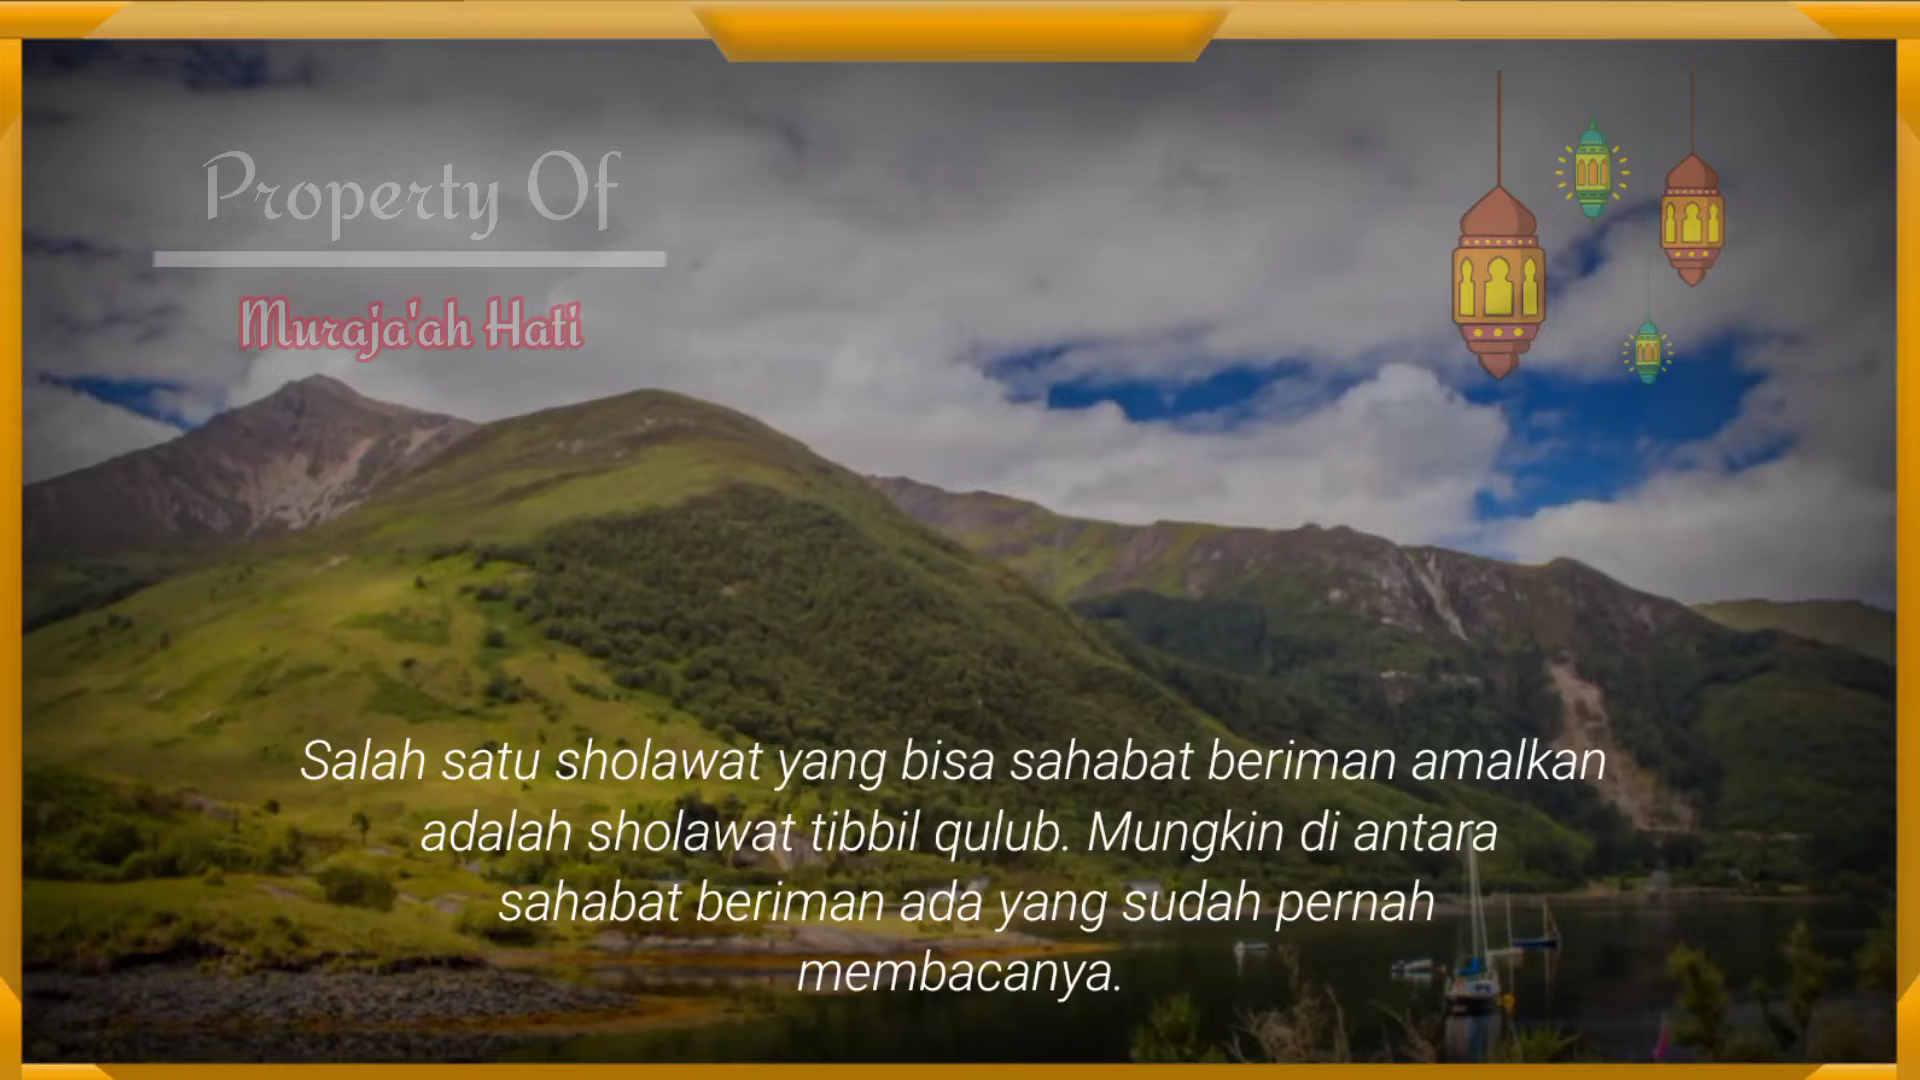 Property Of
Muraja'ah Hati
Salah satu sholawat yang bisa sahabat beriman amalkan
adalah sholawat tibbil qulub. Mungkin di antara
sahabat beriman ada yang sudah pernah
membacanya.